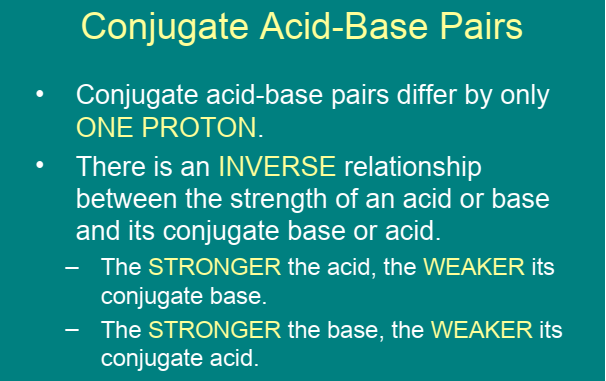 Conjugate Acid-Base Pairs
• Conjugate acid-base pairs differ by only
ONE PROTON.
• There is an INVERSE relationship
between the strength of an acid or base
and its conjugate base or acid.
– The STRONGER the acid, the WEAKER its
conjugate base.
– The STRONGER the base, the WEAKER its
conjugate acid.